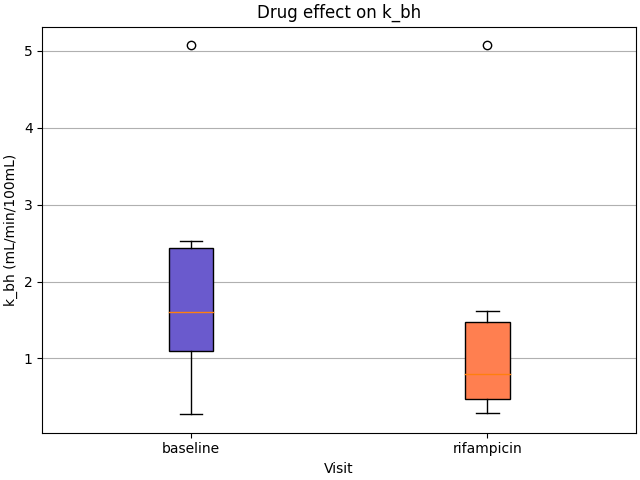 Drug effect on k_bh
k_bh (mL/min/100mL)
5
4
3
2
1
baseline
rifampicin
Visit